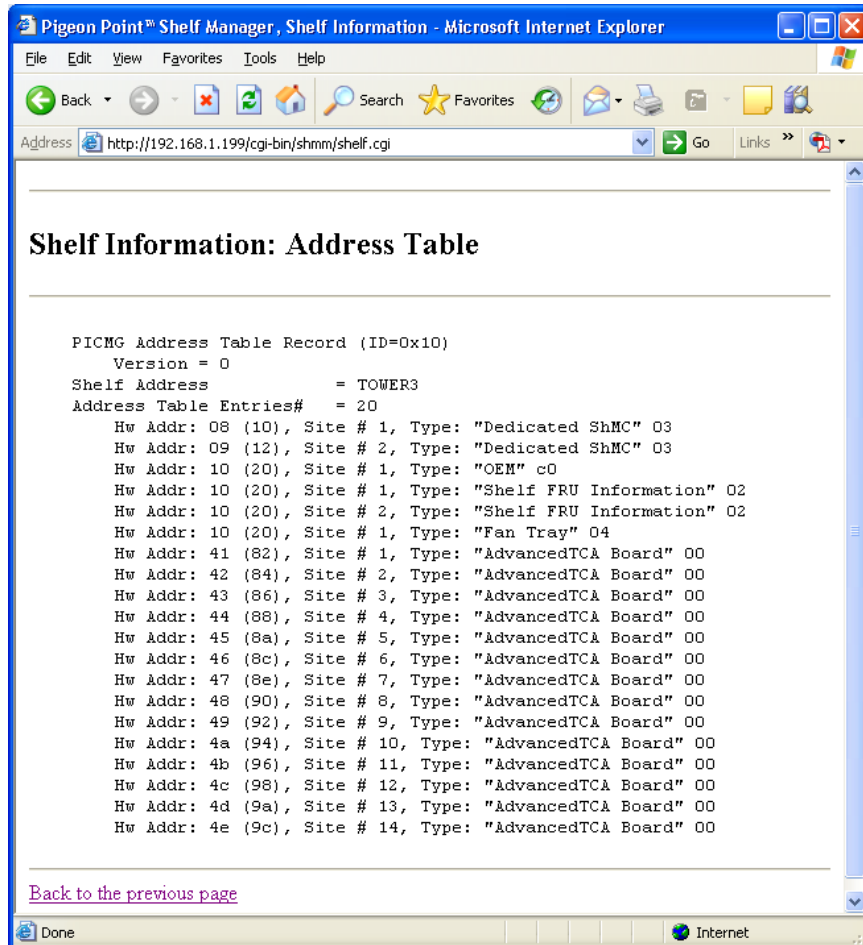 Pigeon Point™ Shelf Manager, Shelf Information - Microsoft Internet Explorer
File Edit View Favorites Tools Help
Back Search Favorites
Address http://192.168.1.199/cgi-bin/shmm/shelf.cgi Go Links »
Shelf Information: Address Table
PICMG Address Table Record (ID=0x10)
Version = 0
Shelf Address = TOWER3
Address Table Entries# = 20
Hw Addr: 08 (10), Site # 1, Type: "Dedicated ShMC" 03
Hw Addr: 09 (12), Site # 2, Type: "Dedicated ShMC" 03
Hw Addr: 10 (20), Site # 1, Type: "OEM" c0
Hw Addr: 10 (20), Site # 1, Type: "Shelf FRU Information" 02
Hw Addr: 10 (20), Site # 2, Type: "Shelf FRU Information" 02
Hw Addr: 10 (20), Site # 1, Type: "Fan Tray" 04
Hw Addr: 41 (82), Site # 1, Type: "AdvancedTCA Board" 00
Hw Addr: 42 (84), Site # 2, Type: "AdvancedTCA Board" 00
Hw Addr: 43 (86), Site # 3, Type: "AdvancedTCA Board" 00
Hw Addr: 44 (88), Site # 4, Type: "AdvancedTCA Board" 00
Hw Addr: 45 (8a), Site # 5, Type: "AdvancedTCA Board" 00
Hw Addr: 46 (8c), Site # 6, Type: "AdvancedTCA Board" 00
Hw Addr: 47 (8e), Site # 7, Type: "AdvancedTCA Board" 00
Hw Addr: 48 (90), Site # 8, Type: "AdvancedTCA Board" 00
Hw Addr: 49 (92), Site # 9, Type: "AdvancedTCA Board" 00
Hw Addr: 4a (94), Site # 10, Type: "AdvancedTCA Board" 00
Hw Addr: 4b (96), Site # 11, Type: "AdvancedTCA Board" 00
Hw Addr: 4c (98), Site # 12, Type: "AdvancedTCA Board" 00
Hw Addr: 4d (9a), Site # 13, Type: "AdvancedTCA Board" 00
Hw Addr: 4e (9c), Site # 14, Type: "AdvancedTCA Board" 00
Back to the previous page
Done Internet